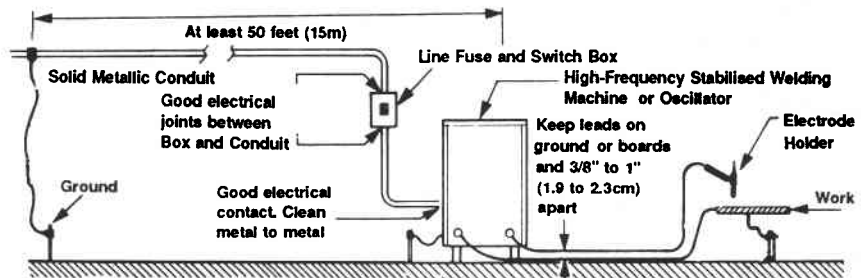 At least 50 feet (15m)
Line Fuse and Switch Box
Solid Metallic Conduit
High-Frequency Stabilised Welding
Machine or Oscillator
Good electrical
joints between
Box and Conduit
Keep leads on
ground or boards
and 3/8" to 1"
(1.9 to 2.3cm)
apart
Electrode
Holder
Ground
Good electrical
contact. Clean
metal to metal
Work